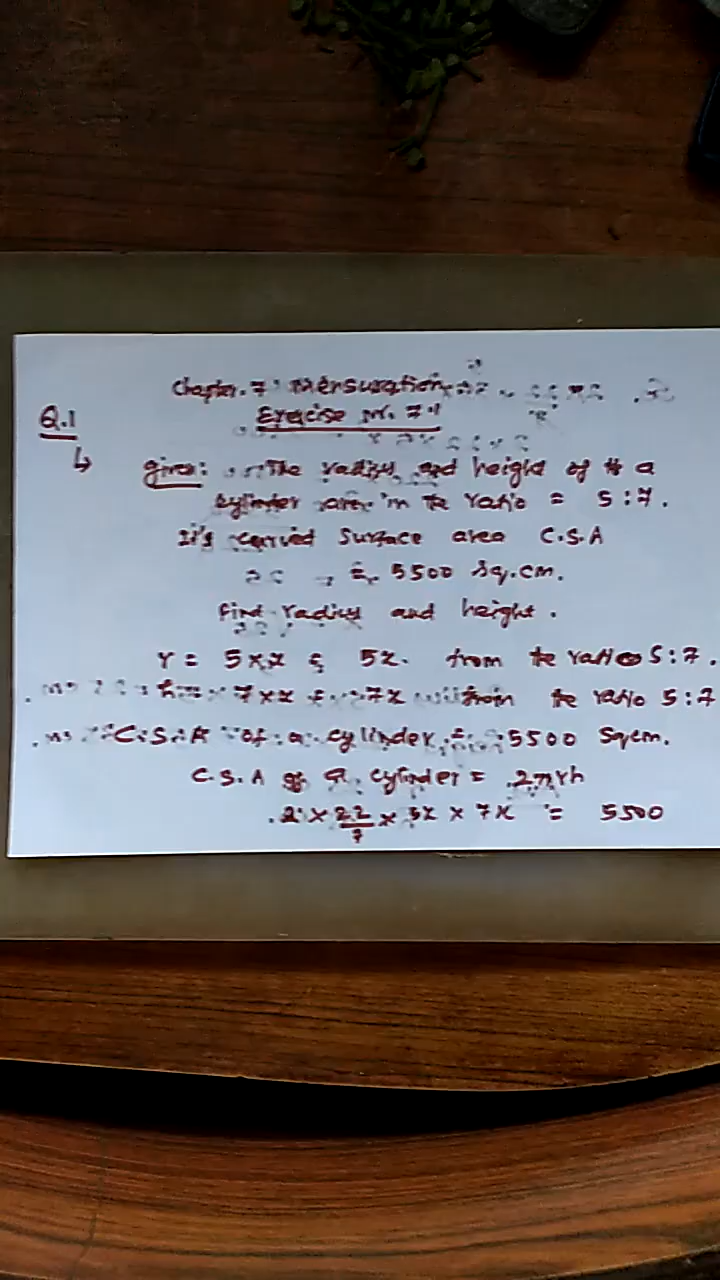 Chapter. 7 Mensuration
Exercise 7.1
Q.1
given: The radius and height of a
cylinder are in the ratio = 5:7.
It's curved Surface area C.S.A
= 5500 sq.cm.
find radius and height.
r = 5×x = 5x. from the ratio 5:7.
h = 7×x = 7x from the ratio 5:7
C.S.A of a cylinder = 5500 Sqcm.
C.S.A of a cylinder = 2πrh
2 × 22/7 × 5x × 7x = 5500